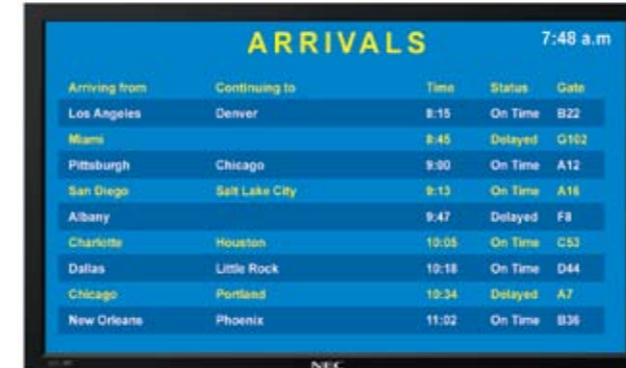 ARRIVALS 7:48 a.m
Arriving from Continuing to Time Status Gate
Los Angeles Denver 8:15 On Time B22
Miami 8:45 Delayed G102
Pittsburgh Chicago 9:00 On Time A12
San Diego Salt Lake City 9:13 On Time A16
Albany 9:47 Delayed F8
Charlotte Houston 10:05 On Time C53
Dallas Little Rock 10:18 On Time D44
Chicago Portland 10:34 Delayed A7
New Orleans Phoenix 11:02 On Time B36
NEC